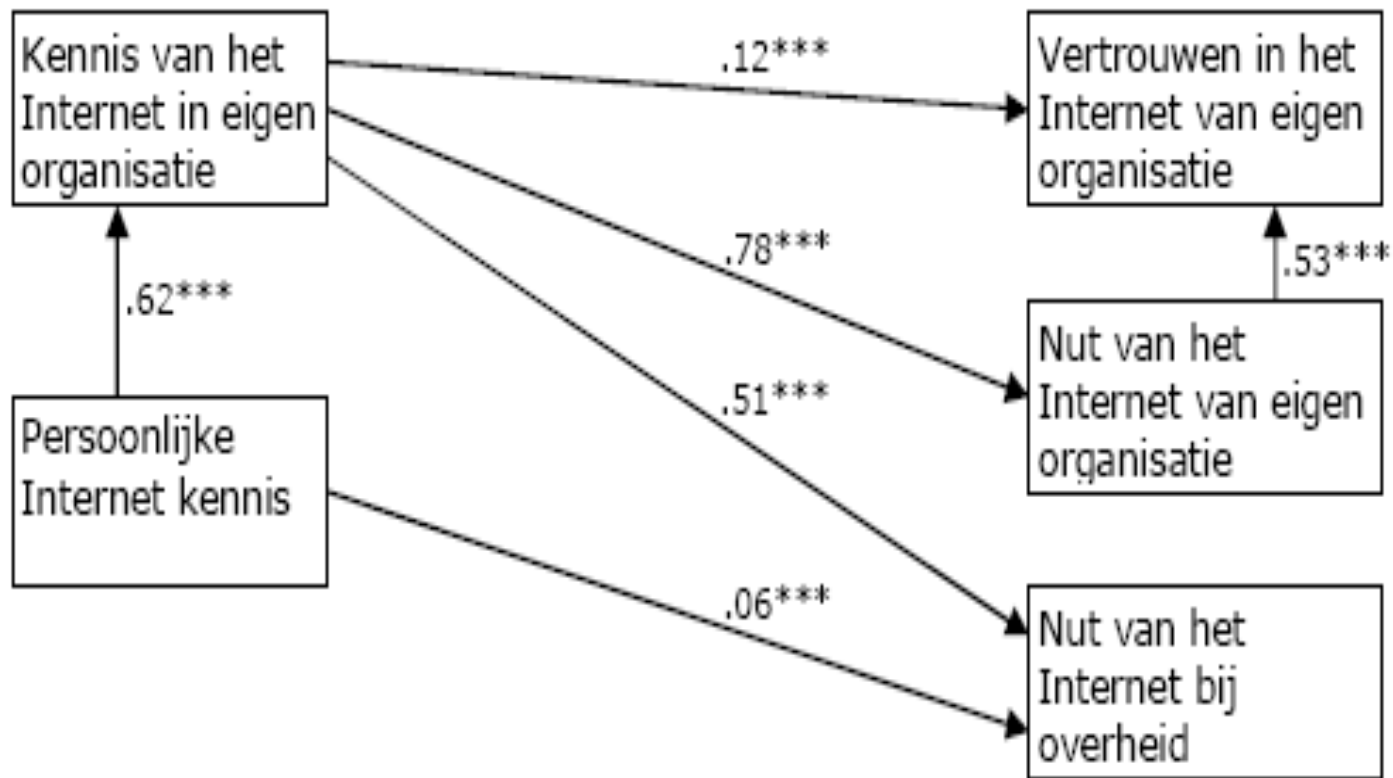 Kennis van het
Internet in eigen
organisatie
.12***
Vertrouwen in het
Internet van eigen
organisatie
.78***
.53***
.62***
Nut van het
Internet van eigen
organisatie
.51***
Persoonlijke
Internet kennis
.06***
Nut van het
Internet bij
overheid